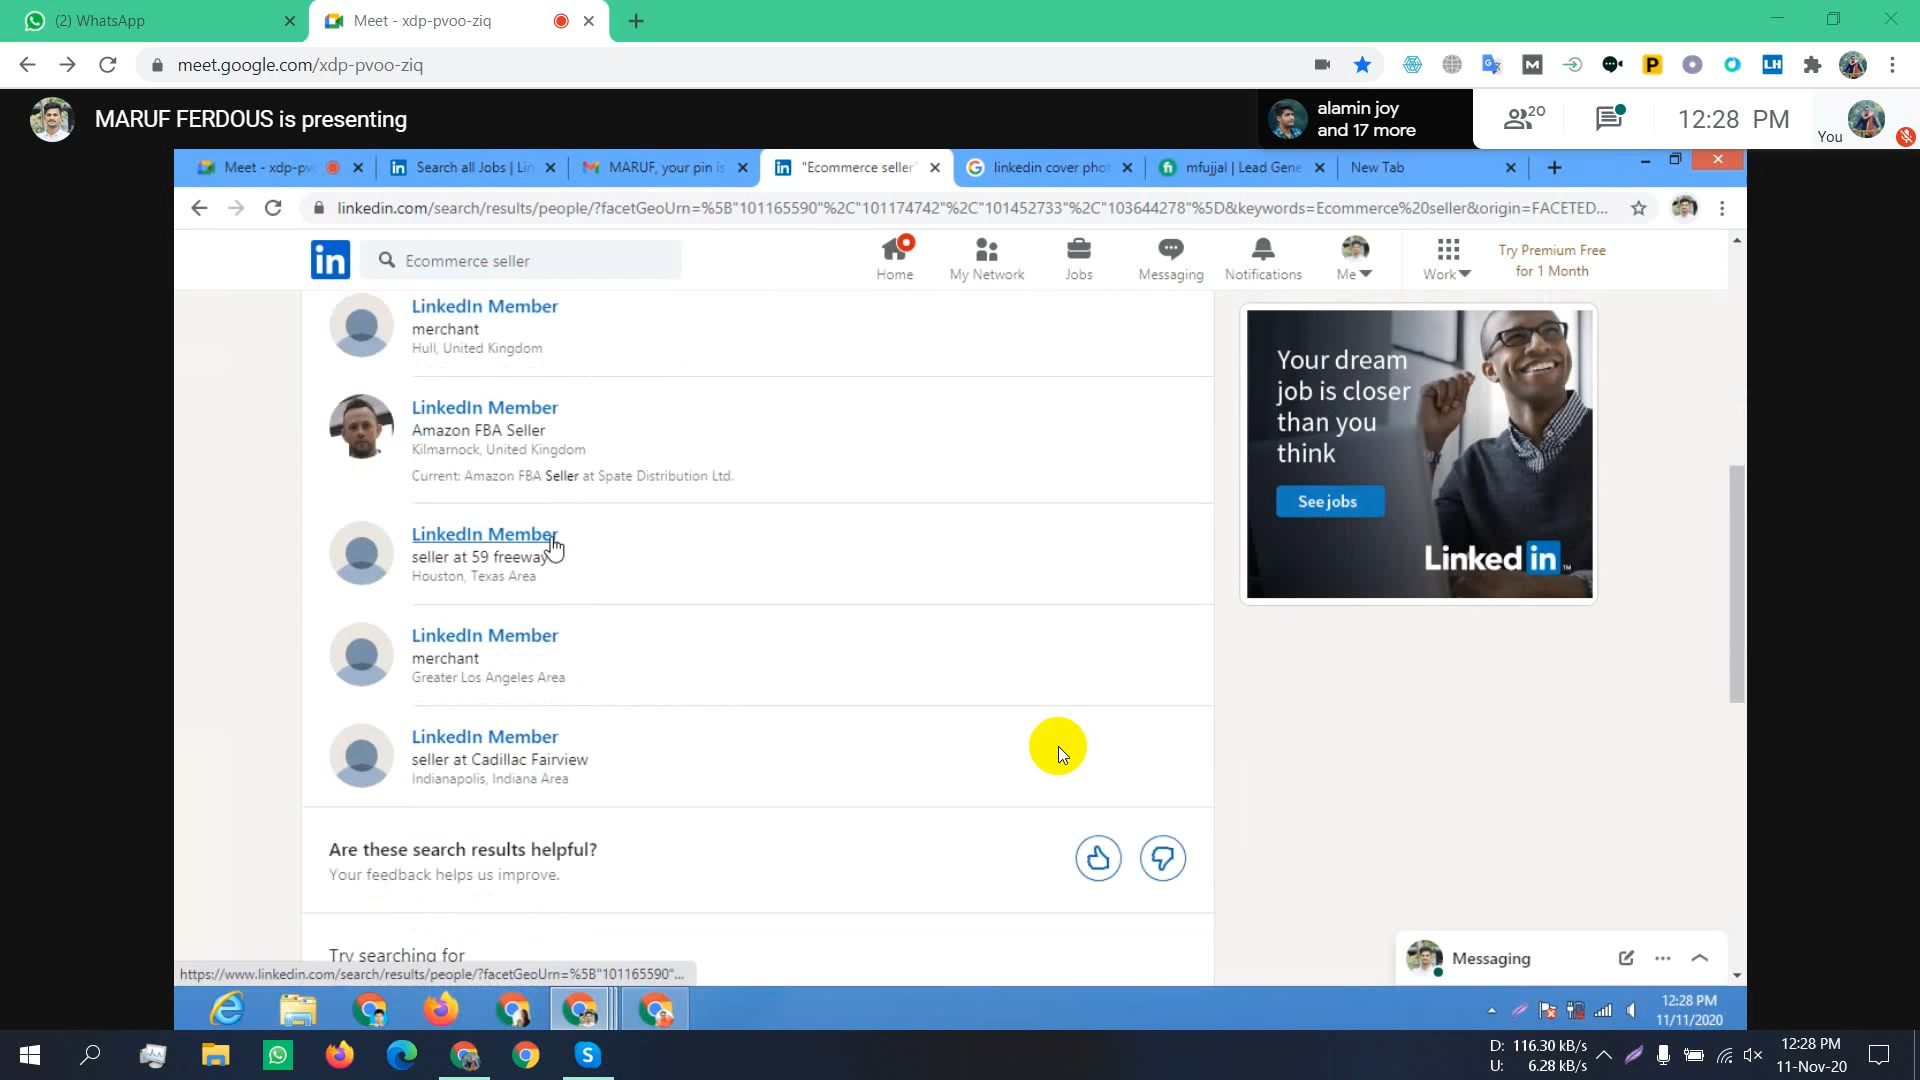 (2) WhatsApp
Meet - xdp-pvoo-ziq
meet.google.com/xdp-pvoo-ziq
MARUF FERDOUS is presenting
alamin joy
and 17 more
20
12:28 PM
You
Meet - xdp-pv
Search all Jobs | Lin
MARUF, your pin is
"Ecommerce seller"
linkedin cover phot
mfujjal | Lead Gene
New Tab
linkedin.com/search/results/people/?facetGeoUrn=%5B"101165590"%2C"101174742"%2C"101452733"%2C"103644278"%5D&keywords=Ecommerce%20seller&origin=FACETED...
in
Ecommerce seller
Home
My Network
Jobs
Messaging
Notifications
Me
Work
Try Premium Free
for 1 Month
LinkedIn Member
merchant
Hull, United Kingdom
LinkedIn Member
Amazon FBA Seller
Kilmarnock, United Kingdom
Current: Amazon FBA Seller at Spate Distribution Ltd.
LinkedIn Member
seller at 59 freeway
Houston, Texas Area
LinkedIn Member
merchant
Greater Los Angeles Area
LinkedIn Member
seller at Cadillac Fairview
Indianapolis, Indiana Area
Your dream
job is closer
than you
think
See jobs
Linked in
Are these search results helpful?
Your feedback helps us improve.
Try searching for
Messaging
https://www.linkedin.com/search/results/people/?facetGeoUrn=%5B"101165590"...
12:28 PM
11/11/2020
D: 116.30 kB/s
U: 6.28 kB/s
12:28 PM
11-Nov-20